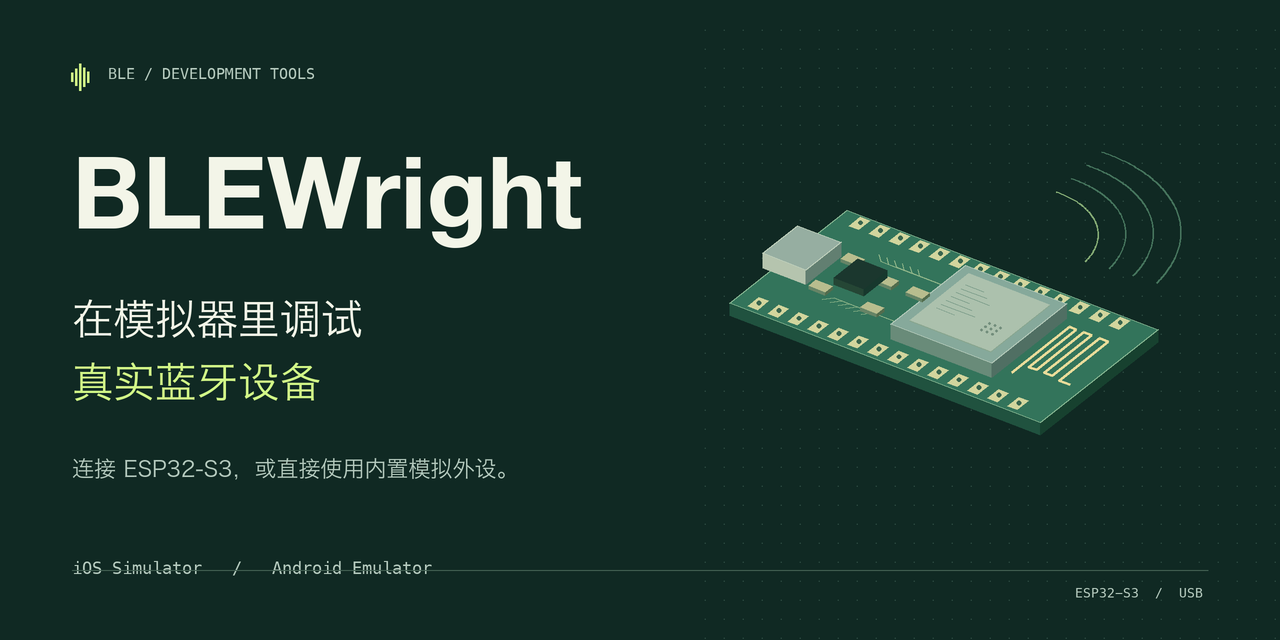 BLE / DEVELOPMENT TOOLS
BLEWright
在模拟器里调试
真实蓝牙设备
连接 ESP32-S3，或直接使用内置模拟外设。
iOS Simulator / Android Emulator
ESP32-S3 / USB